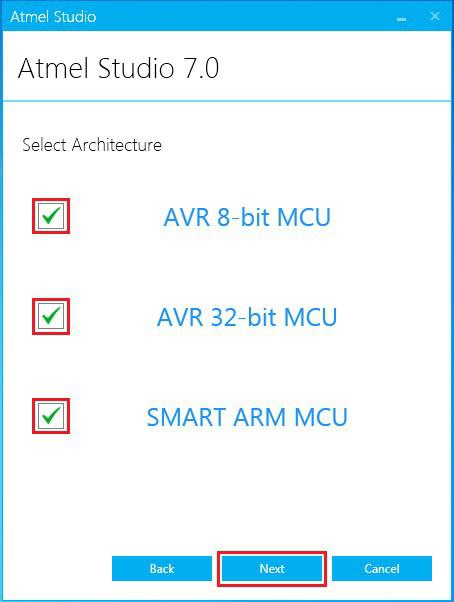 Atmel Studio
Atmel Studio 7.0
Select Architecture
AVR 8-bit MCU
AVR 32-bit MCU
SMART ARM MCU
Back Next Cancel